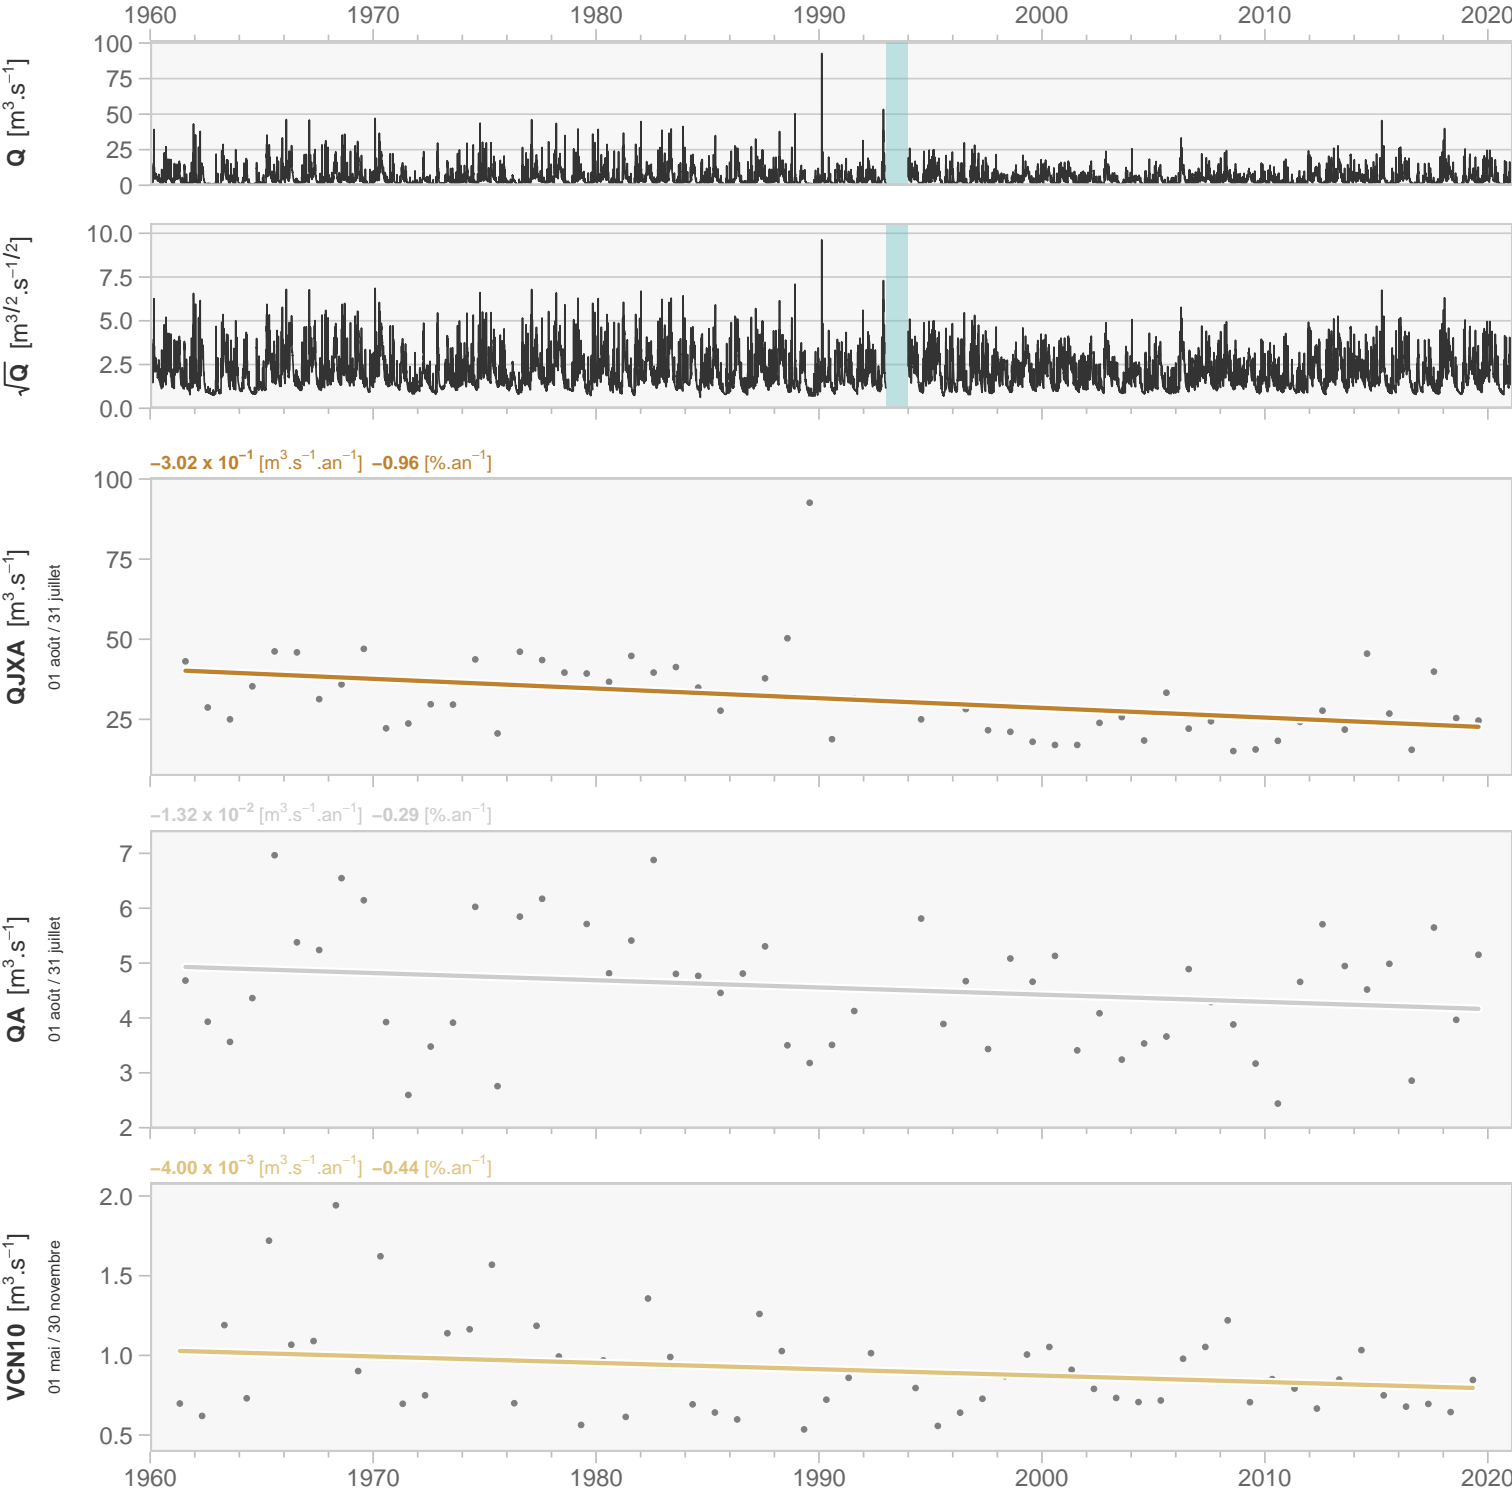 1960 1970 1980 1990 2000 2010 2020
Q [m³.s⁻¹]
100
75
50
25
0
√Q [m^3/2.s^−1/2]
10.0
7.5
5.0
2.5
0.0
−3.02 x 10⁻¹ [m³.s⁻¹.an⁻¹] −0.96 [%.an⁻¹]
QJXA [m³.s⁻¹]
01 août / 31 juillet
100
75
50
25
−1.32 x 10⁻² [m³.s⁻¹.an⁻¹] −0.29 [%.an⁻¹]
QA [m³.s⁻¹]
01 août / 31 juillet
7
6
5
4
3
2
−4.00 x 10⁻³ [m³.s⁻¹.an⁻¹] −0.44 [%.an⁻¹]
VCN10 [m³.s⁻¹]
01 mai / 30 novembre
2.0
1.5
1.0
0.5
1960 1970 1980 1990 2000 2010 2020